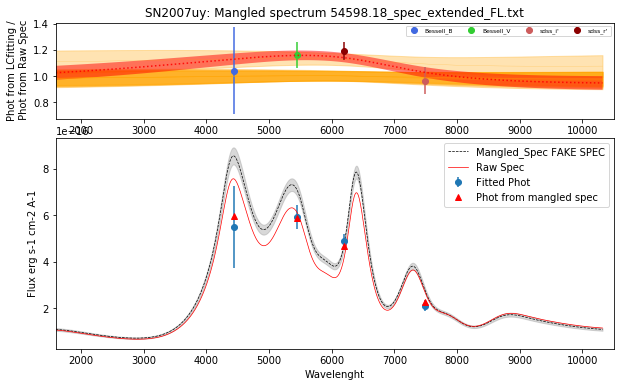 SN2007uy: Mangled spectrum 54598.18_spec_extended_FL.txt
Phot from LCfitting /
Phot from Raw Spec
1.4
1.2
1.0
0.8
Bessell_B
Bessell_V
sdss_i'
sdss_r'
2000 3000 4000 5000 6000 7000 8000 9000 10000
Flux erg s-1 cm-2 A-1
8
6
4
2
Mangled_Spec FAKE SPEC
Raw Spec
Fitted Phot
Phot from mangled spec
2000 3000 4000 5000 6000 7000 8000 9000 10000
Wavelenght